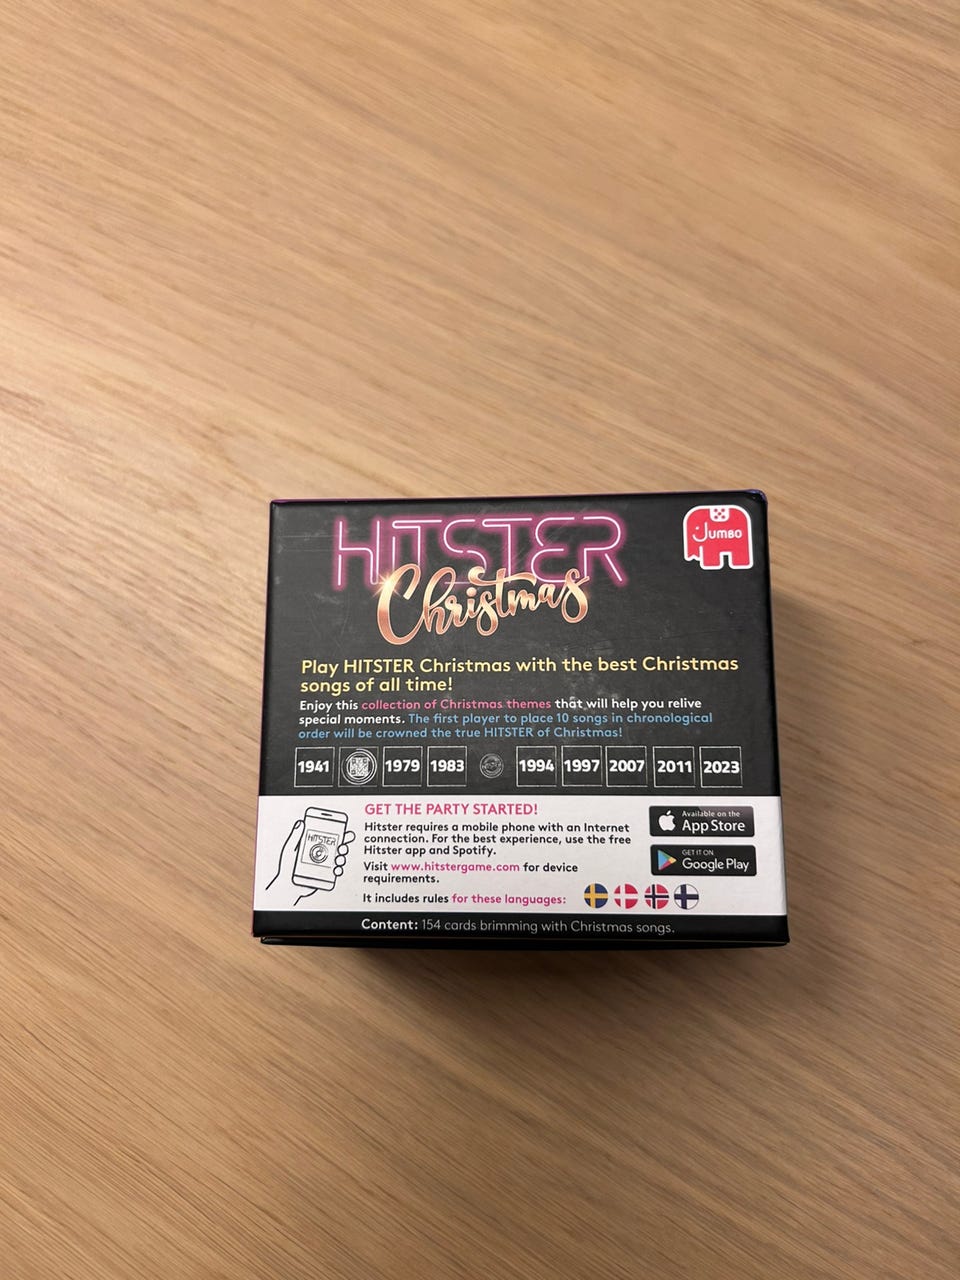 HITSTER
Christmas
JUMBO
Play HITSTER Christmas with the best Christmas
songs of all time!
Enjoy this collection of Christmas themes that will help you relive
special moments. The first player to place 10 songs in chronological
order will be crowned the true HITSTER of Christmas!
1941 1979 1983 1994 1997 2007 2011 2023
GET THE PARTY STARTED!
Hitster requires a mobile phone with an Internet
connection. For the best experience, use the free
Hitster app and Spotify.
Visit www.hitstergame.com for device
requirements.
It includes rules for these languages:
HITSTER
Available on the
App Store
GET IT ON
Google Play
Content: 154 cards brimming with Christmas songs.